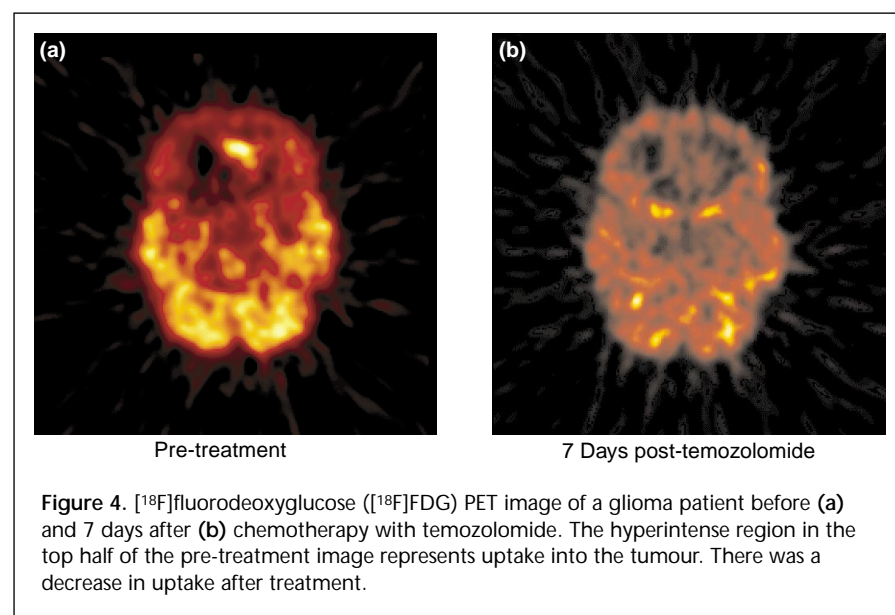 (a)
(b)
Pre-treatment
7 Days post-temozolomide
Figure 4. [¹⁸F]fluorodeoxyglucose ([¹⁸F]FDG) PET image of a glioma patient before (a)
and 7 days after (b) chemotherapy with temozolomide. The hyperintense region in the
top half of the pre-treatment image represents uptake into the tumour. There was a
decrease in uptake after treatment.